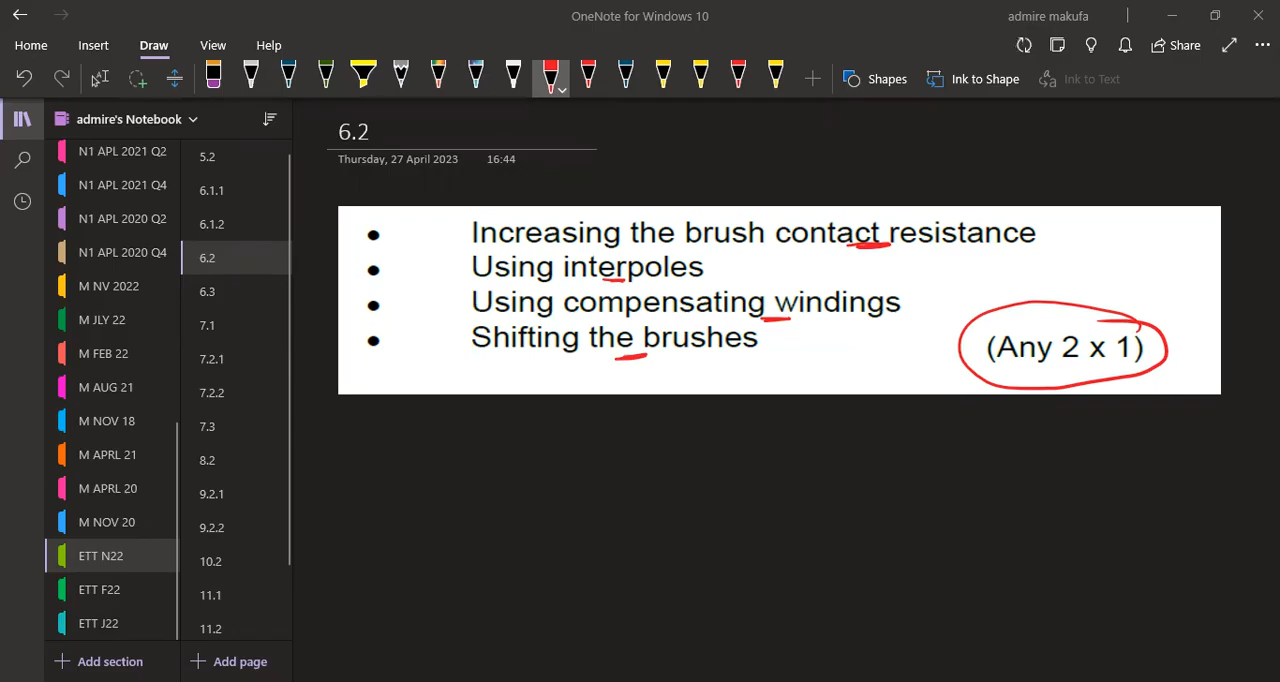 OneNote for Windows 10
admire makufa
Home
Insert
Draw
View
Help
Share
Shapes
Ink to Shape
Ink to Text
admire's Notebook
N1 APL 2021 Q2
N1 APL 2021 Q4
N1 APL 2020 Q2
N1 APL 2020 Q4
M NV 2022
M JLY 22
M FEB 22
M AUG 21
M NOV 18
M APRL 21
M APRL 20
M NOV 20
ETT N22
ETT F22
ETT J22
Add section
5.2
6.1.1
6.1.2
6.2
6.3
7.1
7.2.1
7.2.2
7.3
8.2
9.2.1
9.2.2
10.2
11.1
11.2
Add page
6.2
Thursday, 27 April 2023 16:44
• Increasing the brush contact resistance
• Using interpoles
• Using compensating windings
• Shifting the brushes
(Any 2 x 1)